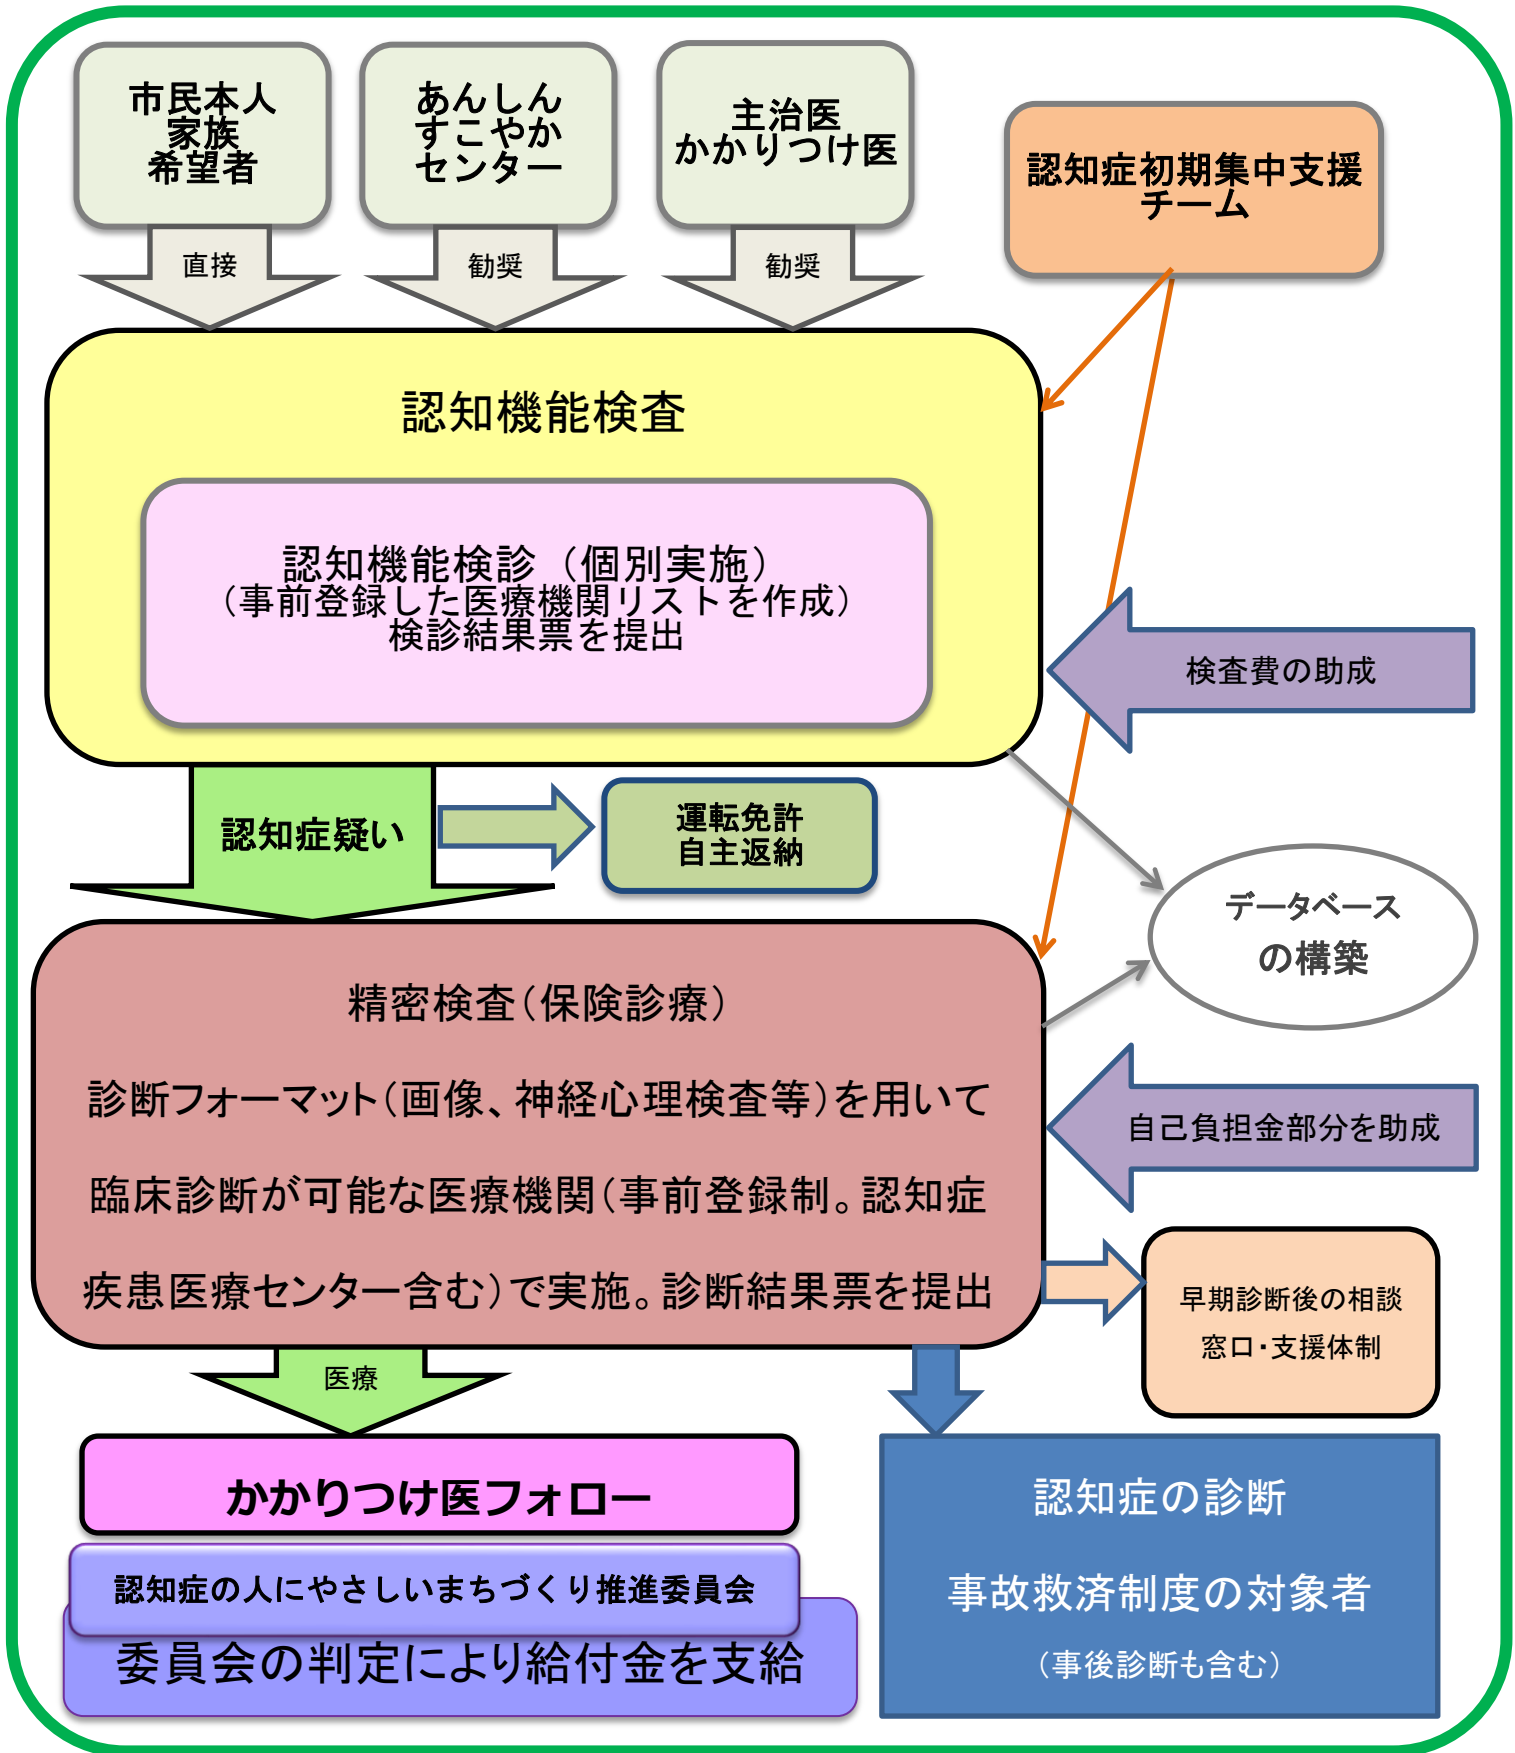 市民本人
家族
希望者
あんしん
すこやか
センター
主治医
かかりつけ医
認知症初期集中支援
チーム
直接
勧奨
勧奨
認知機能検査
認知機能検診（個別実施）
（事前登録した医療機関リストを作成）
検診結果票を提出
検査費の助成
認知症疑い
運転免許
自主返納
データベース
の構築
精密検査（保険診療）
診断フォーマット（画像、神経心理検査等）を用いて
臨床診断が可能な医療機関（事前登録制。認知症
疾患医療センター含む）で実施。診断結果票を提出
自己負担金部分を助成
早期診断後の相談
窓口・支援体制
医療
かかりつけ医フォロー
認知症の人にやさしいまちづくり推進委員会
委員会の判定により給付金を支給
認知症の診断
事故救済制度の対象者
（事後診断も含む）